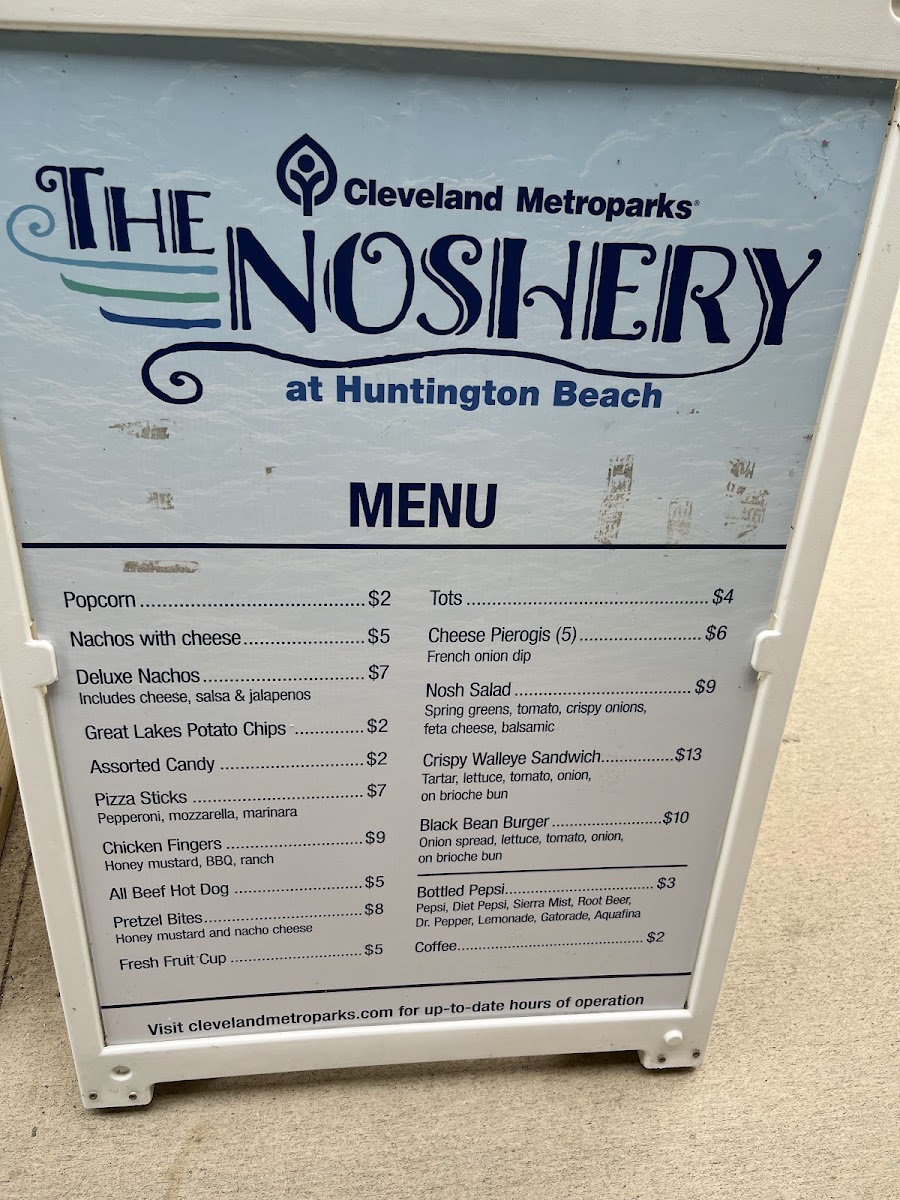 Cleveland Metroparks®
THE
NOSHERY
at Huntington Beach
MENU
Popcorn........................................$2
Nachos with cheese......................$5
Deluxe Nachos.............................$7
Includes cheese, salsa & jalapenos
Great Lakes Potato Chips .............$2
Assorted Candy ..........................$2
Pizza Sticks ...............................$7
Pepperoni, mozzarella, marinara
Chicken Fingers .........................$9
Honey mustard, BBQ, ranch
All Beef Hot Dog ........................$5
Pretzel Bites..............................$8
Honey mustard and nacho cheese
Fresh Fruit Cup .........................$5
Tots ...........................................$4
Cheese Pierogis (5)......................$6
French onion dip
Nosh Salad ................................$9
Spring greens, tomato, crispy onions,
feta cheese, balsamic
Crispy Walleye Sandwich................$13
Tartar, lettuce, tomato, onion,
on brioche bun
Black Bean Burger ......................$10
Onion spread, lettuce, tomato, onion,
on brioche bun
Bottled Pepsi.............................. $3
Pepsi, Diet Pepsi, Sierra Mist, Root Beer,
Dr. Pepper, Lemonade, Gatorade, Aquafina
Coffee...................................... $2
Visit clevelandmetroparks.com for up-to-date hours of operation